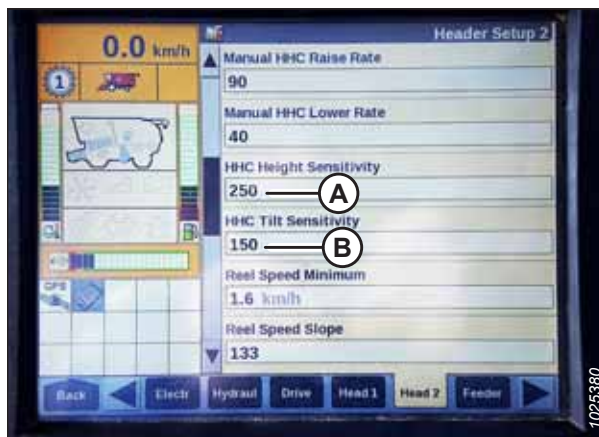 0.0 km/h
Header Setup 2
1
Manual HHC Raise Rate
90
Manual HHC Lower Rate
40
HHC Height Sensitivity
250
A
HHC Tilt Sensitivity
150
B
Reel Speed Minimum
1.6 km/h
GPS
Reel Speed Slope
133
Back
Electr
Hydraul
Drive
Head 1
Head 2
Feeder
1025380